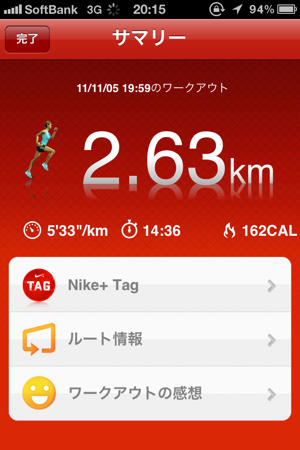 SoftBank 3G 20:15 94%
完了 サマリー
11/11/05 19:59のワークアウト
2.63km
5'33"/km 14:36 162CAL
TAG Nike+ Tag
ルート情報
ワークアウトの感想